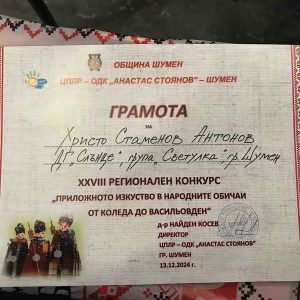 ОБЩИНА ШУМЕН
ЦПЛР – ОДК „АНАСТАС СТОЯНОВ” – ШУМЕН
ГРАМОТА
НА
Христо Стаменов Антонов
ДГ „Слънце”, група „Светулка” гр. Шумен
XXVIII РЕГИОНАЛЕН КОНКУРС
„ПРИЛОЖНОТО ИЗКУСТВО В НАРОДНИТЕ ОБИЧАИ
ОТ КОЛЕДА ДО ВАСИЛЬОВДЕН”
д-р НАЙДЕН КОСЕВ
ДИРЕКТОР
ЦПЛР – ОДК „АНАСТАС СТОЯНОВ”
ГР. ШУМЕН
13.12.2024 г.